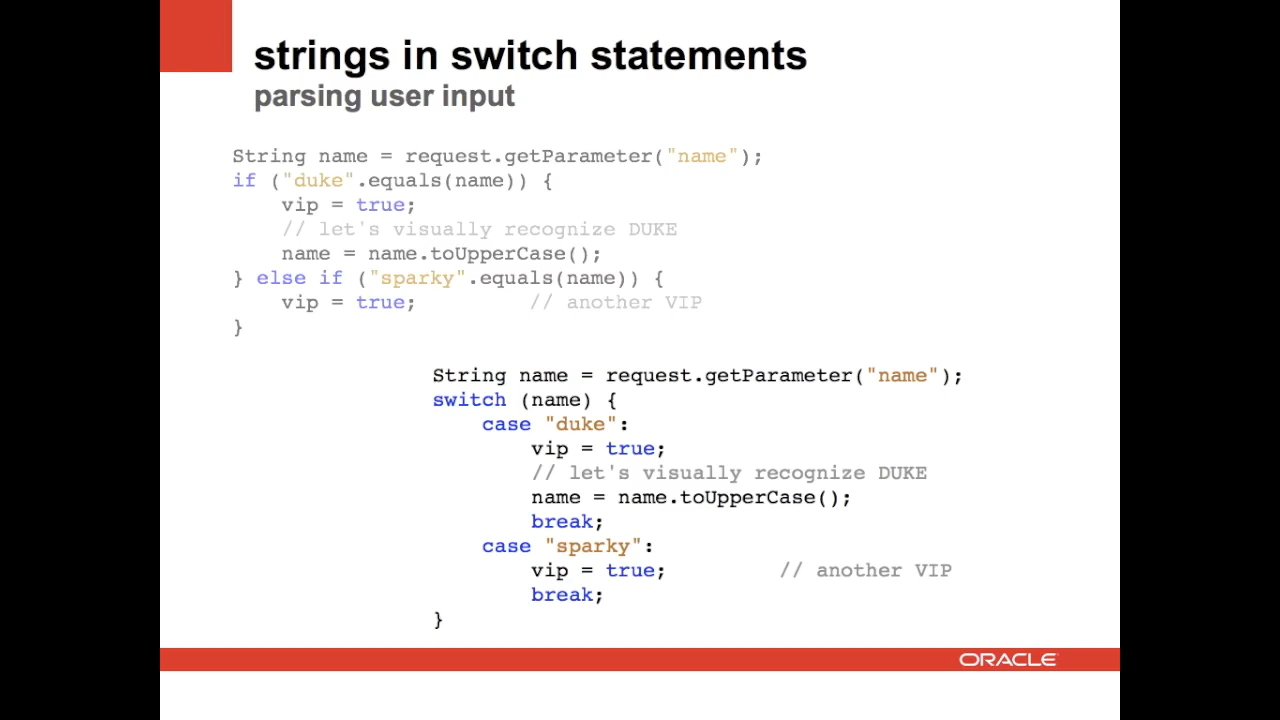 strings in switch statements
parsing user input
String name = request.getParameter("name");
if ("duke".equals(name)) {
    vip = true;
    // let's visually recognize DUKE
    name = name.toUpperCase();
} else if ("sparky".equals(name)) {
    vip = true;         // another VIP
}
String name = request.getParameter("name");
switch (name) {
    case "duke":
        vip = true;
        // let's visually recognize DUKE
        name = name.toUpperCase();
        break;
    case "sparky":
        vip = true;         // another VIP
        break;
}
ORACLE